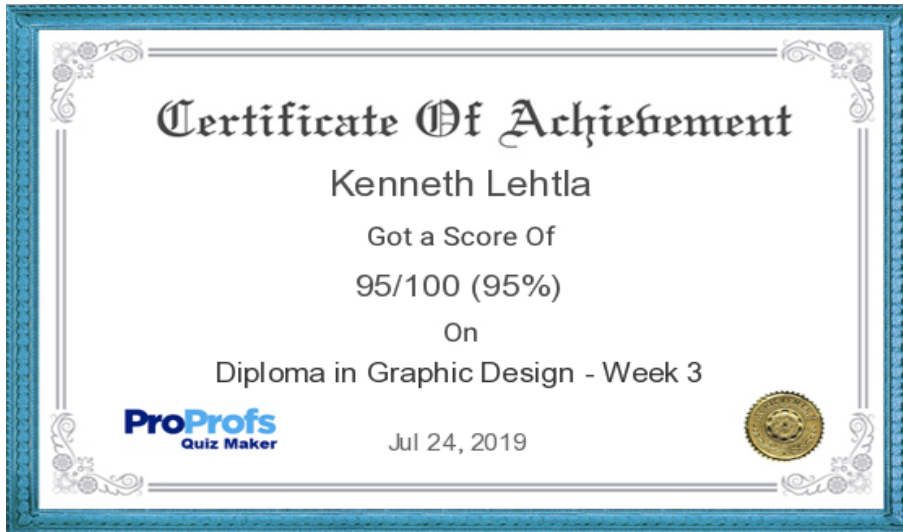 Certificate Of Achievement
Kenneth Lehtla
Got a Score Of
95/100 (95%)
On
Diploma in Graphic Design - Week 3
ProProfs
Quiz Maker
Jul 24, 2019